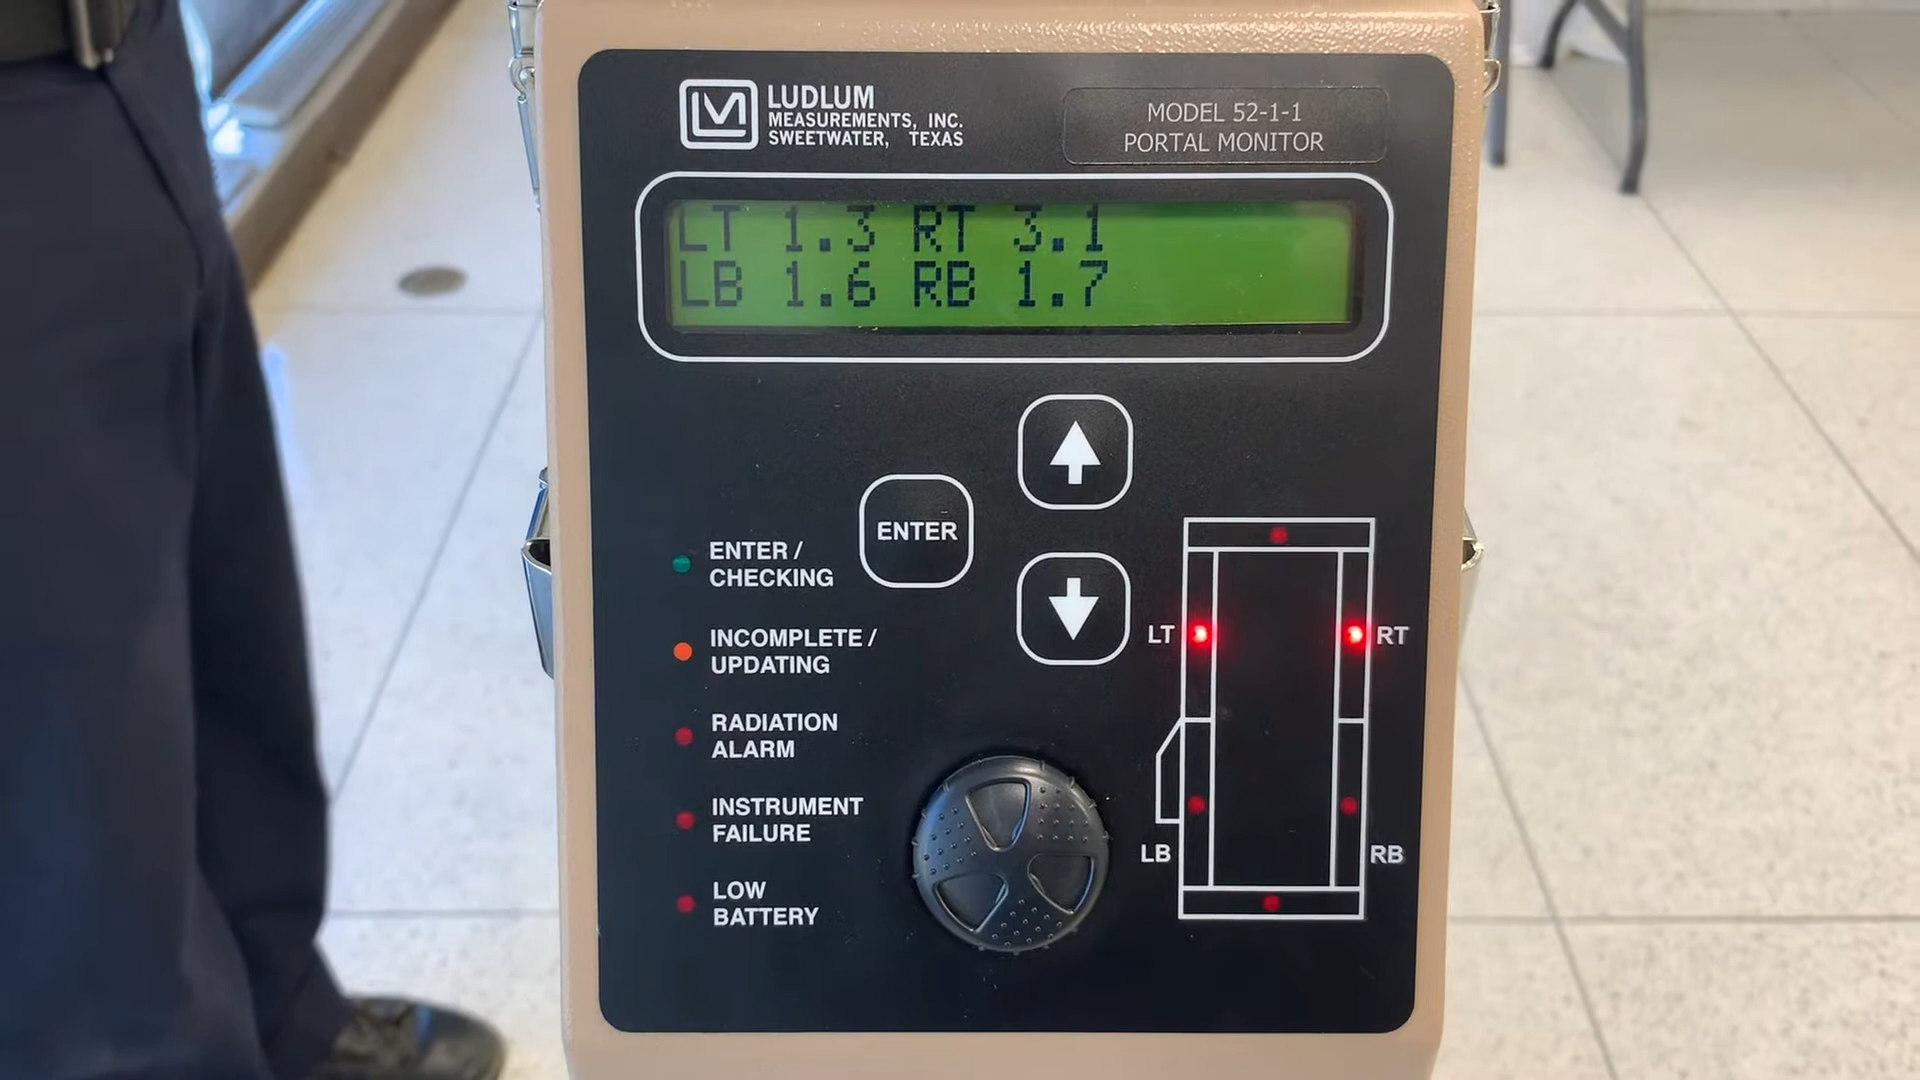 LUDLUM
MEASUREMENTS, INC.
SWEETWATER, TEXAS
MODEL 52-1-1
PORTAL MONITOR
LT 1.3 RT 3.1
LB 1.6 RB 1.7
ENTER
ENTER /
CHECKING
INCOMPLETE /
UPDATING
RADIATION
ALARM
INSTRUMENT
FAILURE
LOW
BATTERY
LT
RT
LB
RB